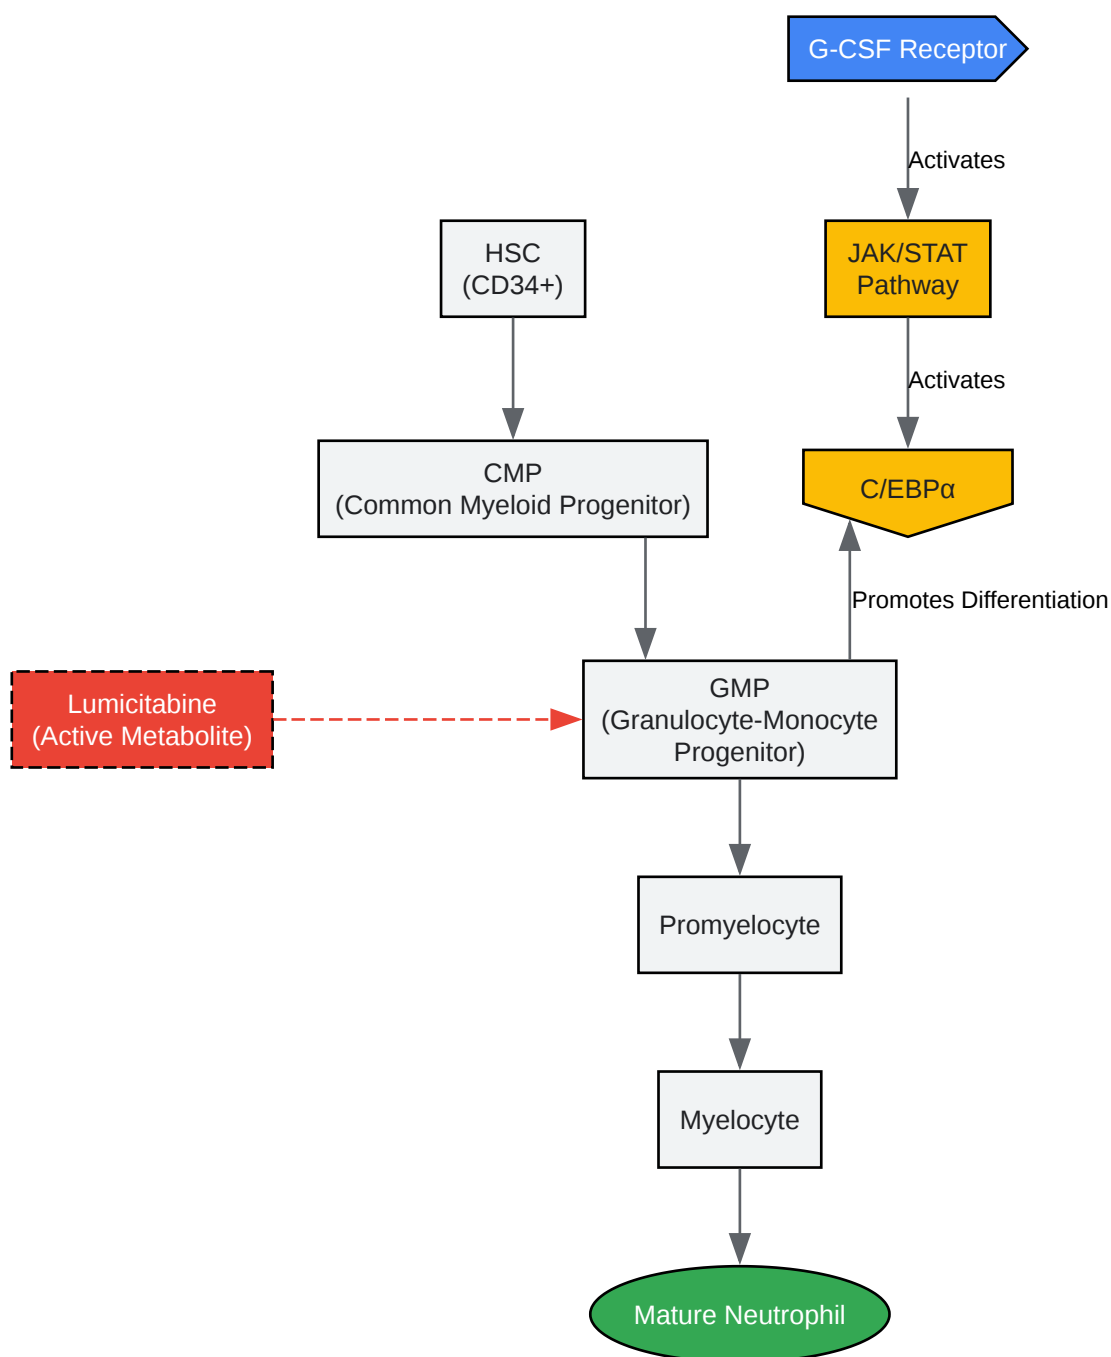 G-CSF Receptor
Activates
HSC
(CD34+)
JAK/STAT
Pathway
Activates
CMP
(Common Myeloid Progenitor)
C/EBPα
Promotes Differentiation
Lumicitabine
(Active Metabolite)
GMP
(Granulocyte-Monocyte
Progenitor)
Promyelocyte
Myelocyte
Mature Neutrophil